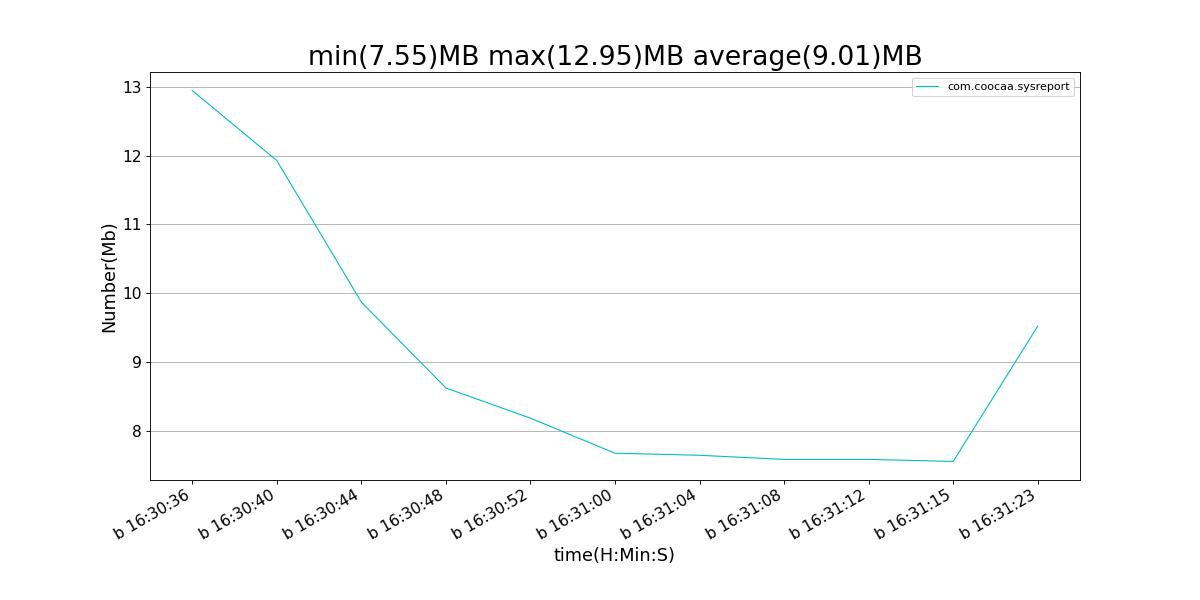 min(7.55)MB max(12.95)MB average(9.01)MB
com.coocaa.sysreport
13
12
11
10
9
8
Number(Mb)
b 16:30:36
b 16:30:40
b 16:30:44
b 16:30:48
b 16:30:52
b 16:31:00
b 16:31:04
b 16:31:08
b 16:31:12
b 16:31:15
b 16:31:23
time(H:Min:S)